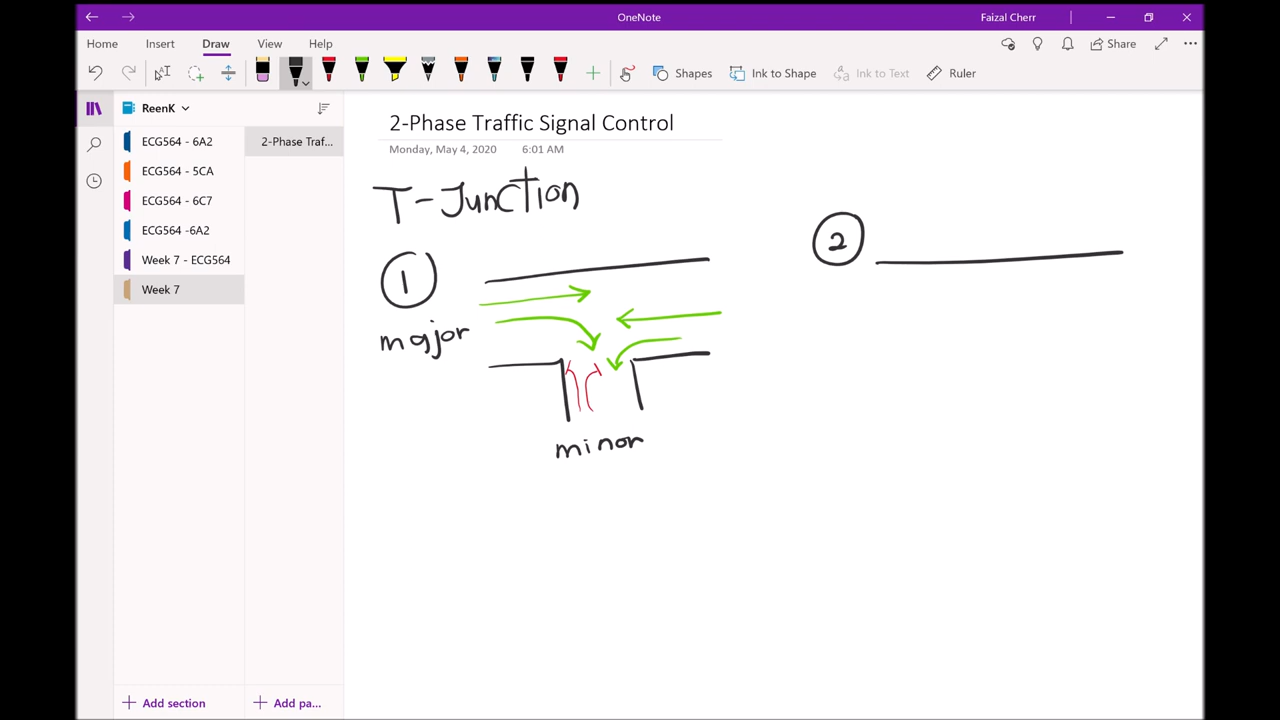 OneNote
Faizal Cherr
Home Insert Draw View Help
Share
Shapes
Ink to Shape
Ink to Text
Ruler
ReenK
ECG564 - 6A2
ECG564 - 5CA
ECG564 - 6C7
ECG564 -6A2
Week 7 - ECG564
Week 7
Add section
2-Phase Traf...
Add pa...
2-Phase Traffic Signal Control
Monday, May 4, 2020 6:01 AM
T-Junction
1
major
minor
2